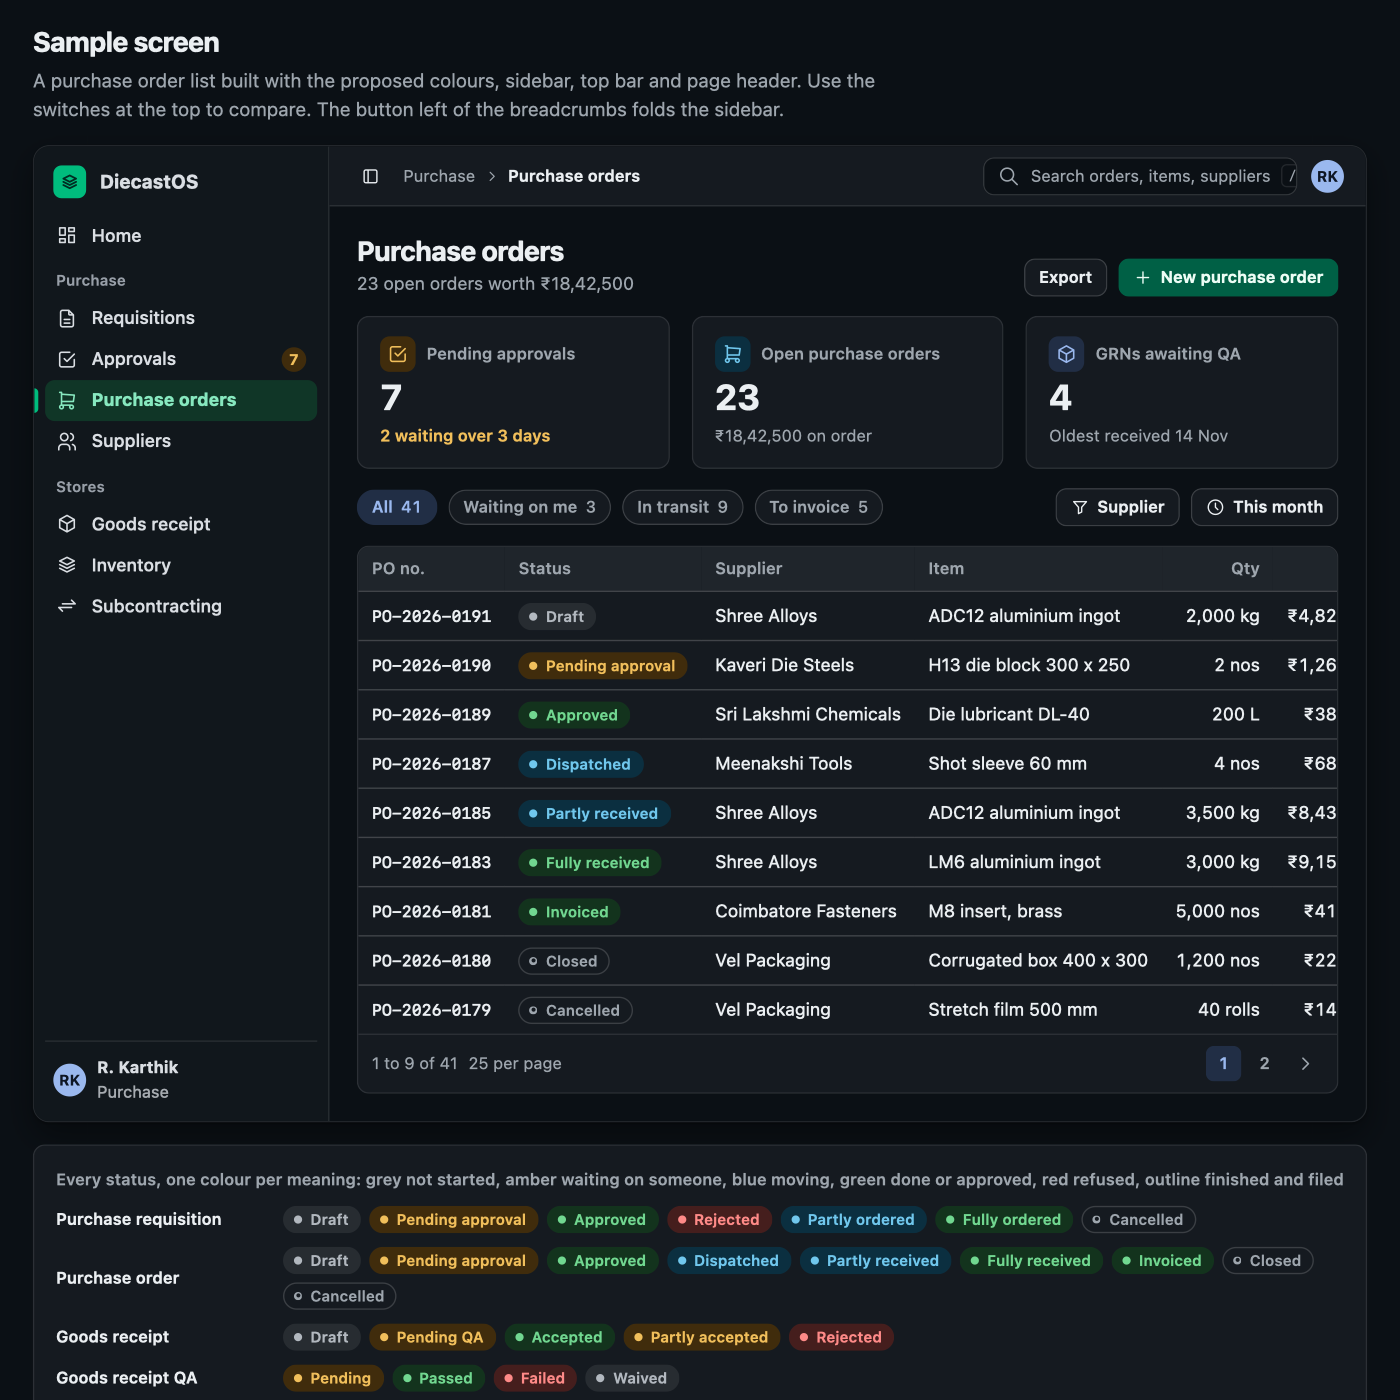 Sample screen
A purchase order list built with the proposed colours, sidebar, top bar and page header. Use the
switches at the top to compare. The button left of the breadcrumbs folds the sidebar.
DiecastOS
Home
Purchase
Requisitions
Approvals 7
Purchase orders
Suppliers
Stores
Goods receipt
Inventory
Subcontracting
RK R. Karthik
Purchase
Purchase > Purchase orders
Search orders, items, suppliers /
RK
Purchase orders
23 open orders worth ₹18,42,500
Export
+ New purchase order
Pending approvals
7
2 waiting over 3 days
Open purchase orders
23
₹18,42,500 on order
GRNs awaiting QA
4
Oldest received 14 Nov
All 41 Waiting on me 3 In transit 9 To invoice 5 Supplier This month
PO no. Status Supplier Item Qty
PO-2026-0191 Draft Shree Alloys ADC12 aluminium ingot 2,000 kg ₹4,82
PO-2026-0190 Pending approval Kaveri Die Steels H13 die block 300 x 250 2 nos ₹1,26
PO-2026-0189 Approved Sri Lakshmi Chemicals Die lubricant DL-40 200 L ₹38
PO-2026-0187 Dispatched Meenakshi Tools Shot sleeve 60 mm 4 nos ₹68
PO-2026-0185 Partly received Shree Alloys ADC12 aluminium ingot 3,500 kg ₹8,43
PO-2026-0183 Fully received Shree Alloys LM6 aluminium ingot 3,000 kg ₹9,15
PO-2026-0181 Invoiced Coimbatore Fasteners M8 insert, brass 5,000 nos ₹41
PO-2026-0180 Closed Vel Packaging Corrugated box 400 x 300 1,200 nos ₹22
PO-2026-0179 Cancelled Vel Packaging Stretch film 500 mm 40 rolls ₹14
1 to 9 of 41 25 per page 1 2 >
Every status, one colour per meaning: grey not started, amber waiting on someone, blue moving, green done or approved, red refused, outline finished and filed
Purchase requisition Draft Pending approval Approved Rejected Partly ordered Fully ordered Cancelled
Purchase order Draft Pending approval Approved Dispatched Partly received Fully received Invoiced Closed
Cancelled
Goods receipt Draft Pending QA Accepted Partly accepted Rejected
Goods receipt QA Pending Passed Failed Waived